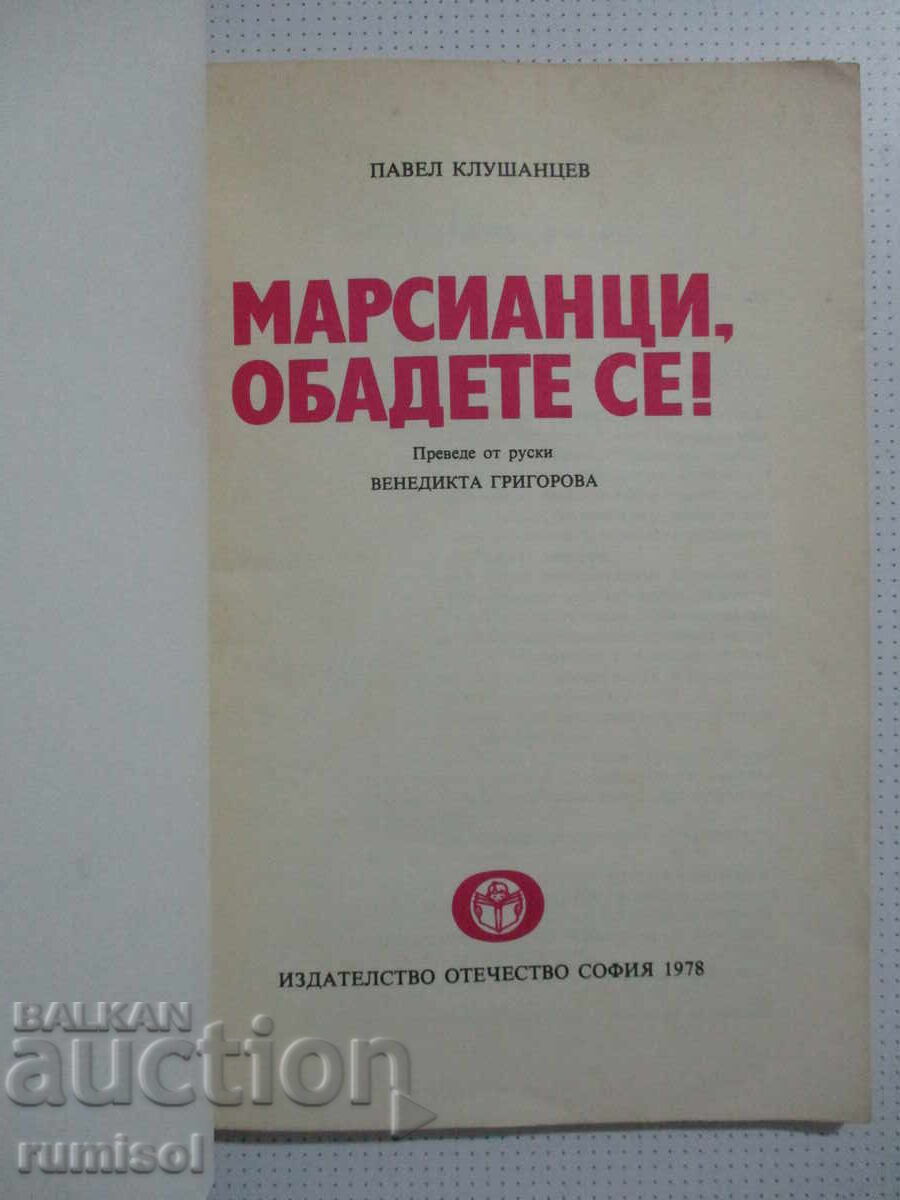 ПАВЕЛ КЛУШАНЦЕВ
МАРСИАНЦИ,
ОБАДЕТЕ СЕ!
Преведе от руски
ВЕНЕДИКТА ГРИГОРОВА
ИЗДАТЕЛСТВО ОТЕЧЕСТВО СОФИЯ 1978
BALKAN
auction
rumisol